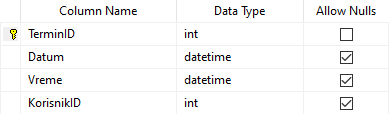 Column Name Data Type Allow Nulls
TerminID int
Datum datetime
Vreme datetime
KorisnikID int